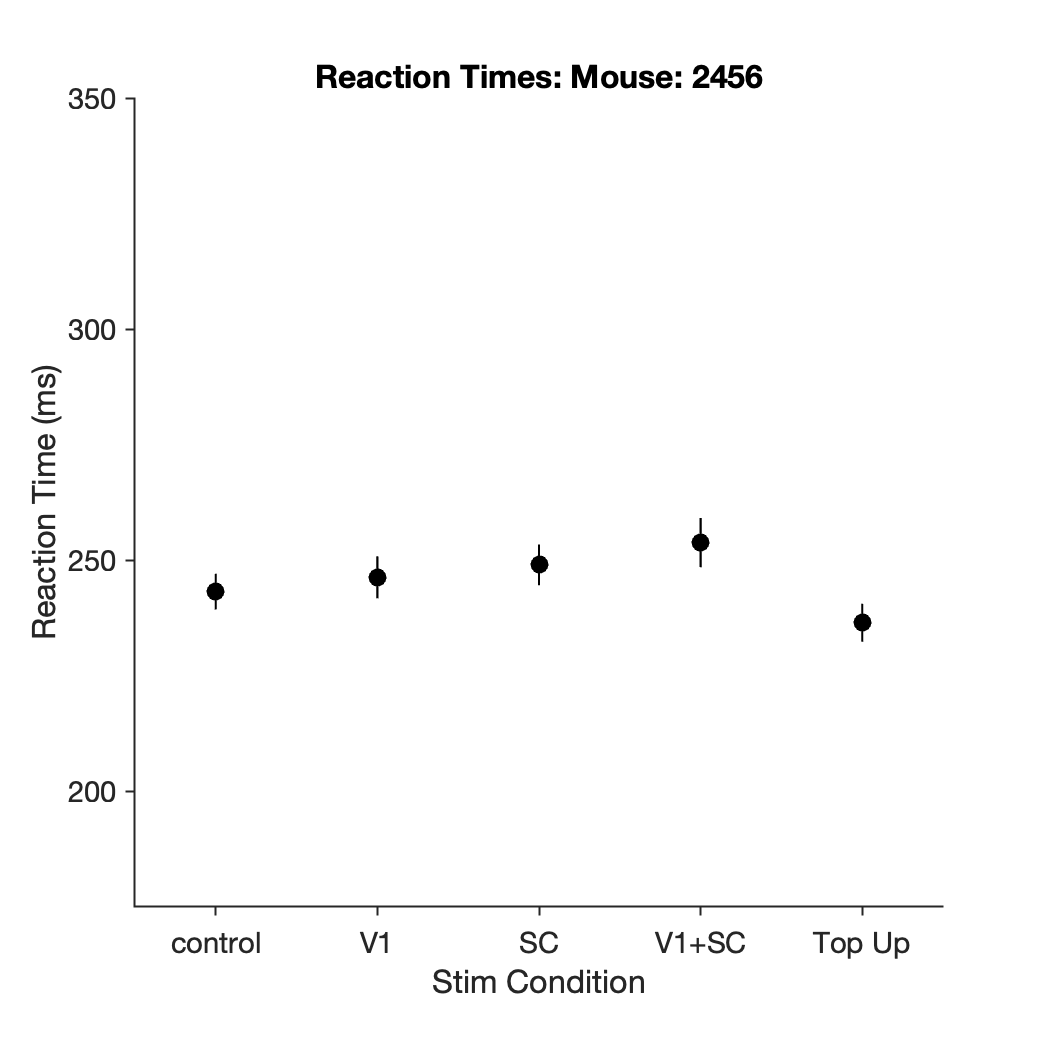 Reaction Times: Mouse: 2456
350
300
250
200
Reaction Time (ms)
control V1 SC V1+SC Top Up
Stim Condition